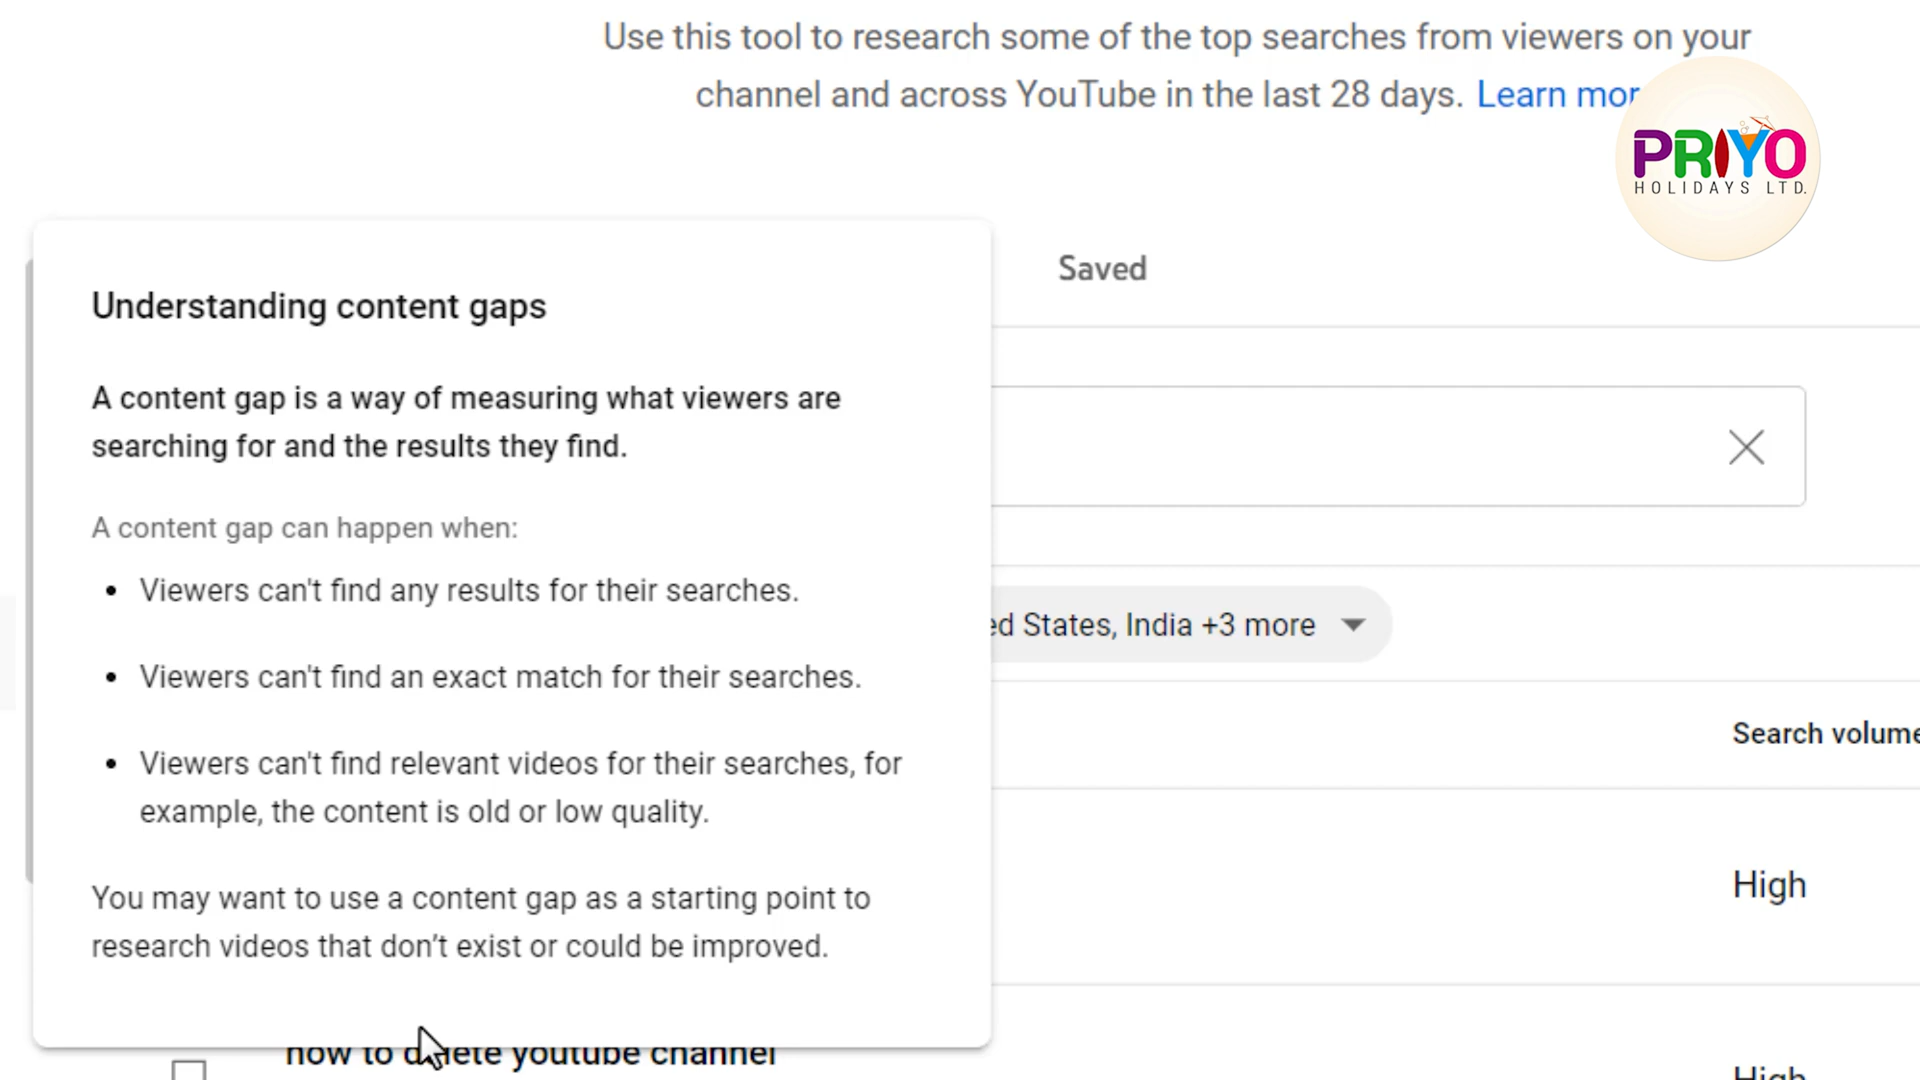 Use this tool to research some of the top searches from viewers on your
channel and across YouTube in the last 28 days. Learn mor
PRIYO
HOLIDAYS LTD.
Saved
Understanding content gaps
A content gap is a way of measuring what viewers are
searching for and the results they find.
A content gap can happen when:
• Viewers can't find any results for their searches.
• Viewers can't find an exact match for their searches.
• Viewers can't find relevant videos for their searches, for
example, the content is old or low quality.
You may want to use a content gap as a starting point to
research videos that don’t exist or could be improved.
ed States, India +3 more
Search volume
High
how to delete youtube channel
High